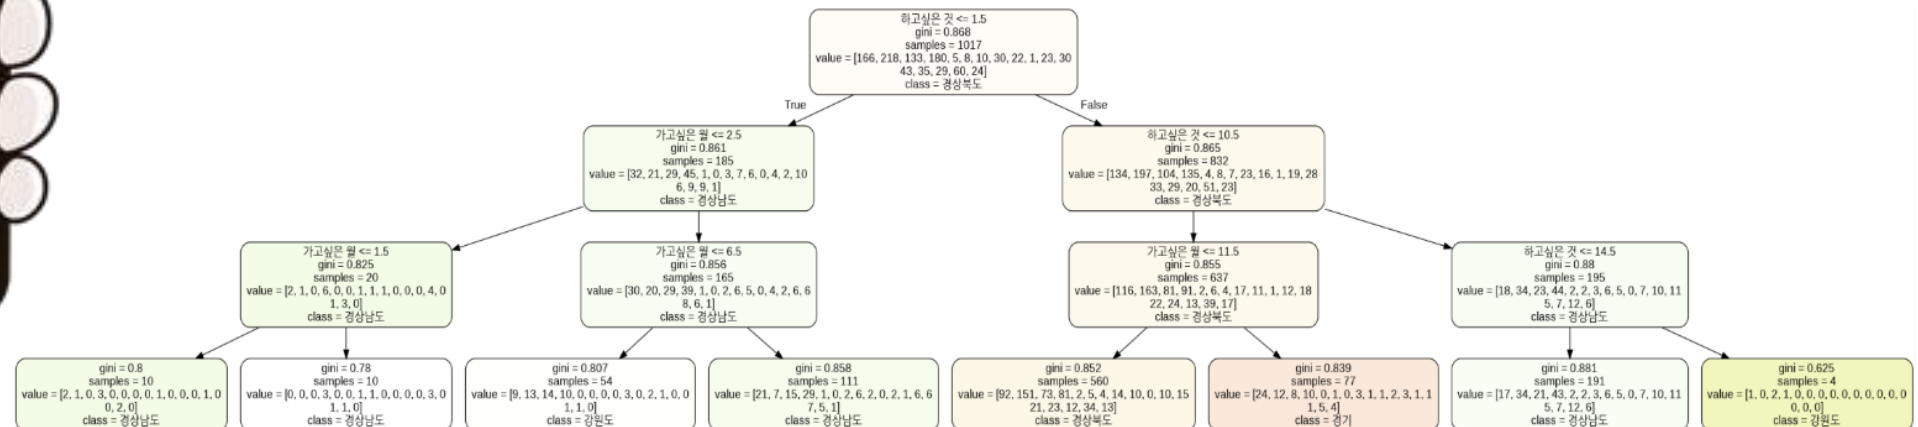 하고싶은 것 <= 1.5
gini = 0.868
samples = 1017
value = [166, 218, 133, 180, 5, 8, 10, 30, 22, 1, 23, 30
43, 35, 29, 60, 24]
class = 경상북도
True
False
가고싶은 월 <= 2.5
gini = 0.861
samples = 185
value = [32, 21, 29, 45, 1, 0, 3, 7, 6, 0, 4, 2, 10
6, 9, 9, 1]
class = 경상남도
하고싶은 것 <= 10.5
gini = 0.865
samples = 832
value = [134, 197, 104, 135, 4, 8, 7, 23, 16, 1, 19, 28
33, 29, 20, 51, 23]
class = 경상북도
가고싶은 월 <= 1.5
gini = 0.825
samples = 20
value = [2, 1, 0, 6, 0, 0, 1, 1, 1, 0, 0, 0, 4, 0
1, 3, 0]
class = 경상남도
가고싶은 월 <= 6.5
gini = 0.856
samples = 165
value = [30, 20, 29, 39, 1, 0, 2, 6, 5, 0, 4, 2, 6, 6
8, 6, 1]
class = 경상남도
가고싶은 월 <= 11.5
gini = 0.855
samples = 637
value = [116, 163, 81, 91, 2, 6, 4, 17, 11, 1, 12, 18
22, 24, 13, 39, 17]
class = 경상북도
하고싶은 것 <= 14.5
gini = 0.88
samples = 195
value = [18, 34, 23, 44, 2, 2, 3, 6, 5, 0, 7, 10, 11
5, 7, 12, 6]
class = 경상남도
gini = 0.8
samples = 10
value = [2, 1, 0, 3, 0, 0, 0, 0, 1, 0, 0, 0, 1, 0
0, 2, 0]
class = 경상남도
gini = 0.78
samples = 10
value = [0, 0, 0, 3, 0, 0, 1, 1, 0, 0, 0, 0, 3, 0
1, 1, 0]
class = 경상남도
gini = 0.807
samples = 54
value = [9, 13, 14, 10, 0, 0, 0, 0, 3, 0, 2, 1, 0, 0
1, 1, 0]
class = 강원도
gini = 0.858
samples = 111
value = [21, 7, 15, 29, 1, 0, 2, 6, 2, 0, 2, 1, 6, 6
7, 5, 1]
class = 경상남도
gini = 0.852
samples = 560
value = [92, 151, 73, 81, 2, 5, 4, 14, 10, 0, 10, 15
21, 23, 12, 34, 13]
class = 경상북도
gini = 0.839
samples = 77
value = [24, 12, 8, 10, 0, 1, 0, 3, 1, 1, 2, 3, 1, 1
1, 5, 4]
class = 경기
gini = 0.881
samples = 191
value = [17, 34, 21, 43, 2, 2, 3, 6, 5, 0, 7, 10, 11
5, 7, 12, 6]
class = 경상남도
gini = 0.625
samples = 4
value = [1, 0, 2, 1, 0, 0, 0, 0, 0, 0, 0, 0, 0, 0
0, 0, 0]
class = 강원도